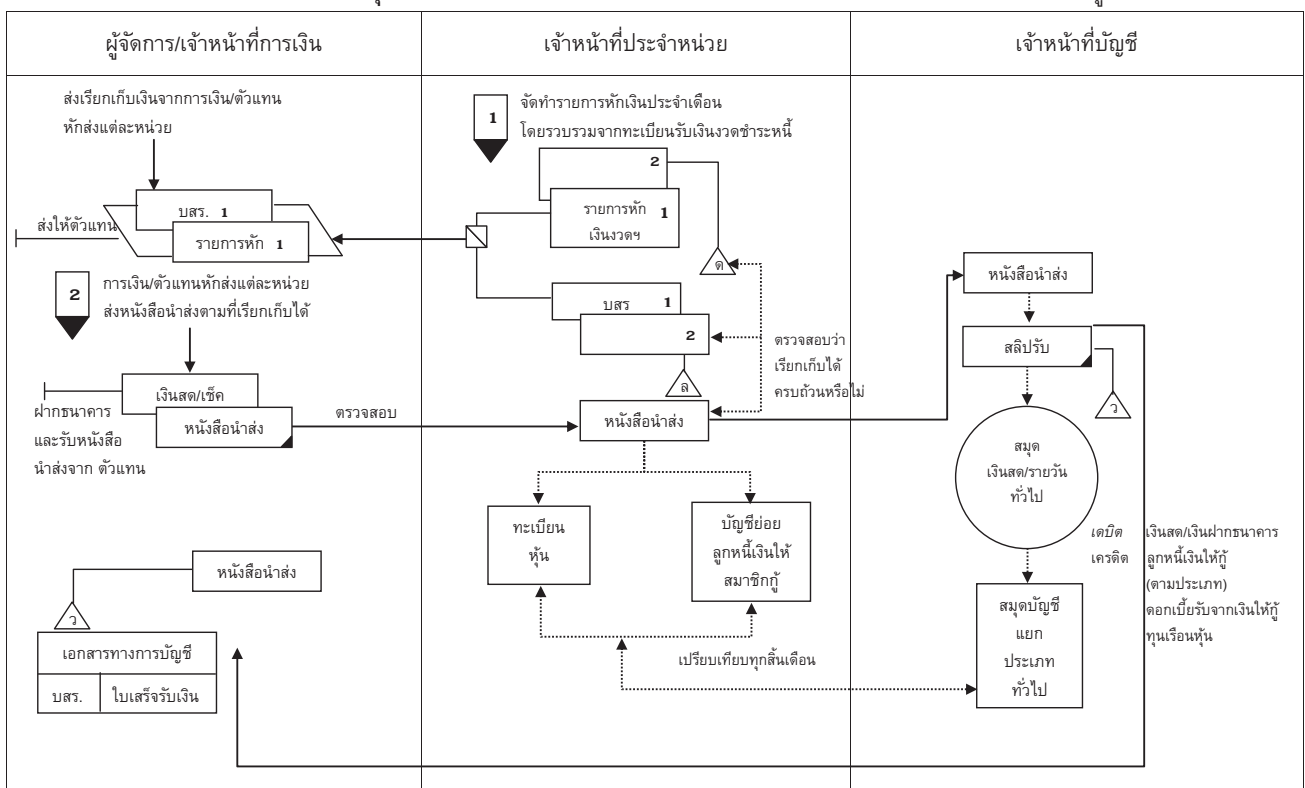 ผู้จัดการ/เจ้าหน้าที่การเงิน
เจ้าหน้าที่ประจำหน่วย
เจ้าหน้าที่บัญชี
ส่งเรียกเก็บเงินจากการเงิน/ตัวแทน
หักส่งแต่ละหน่วย
บสร. 1
รายการหัก 1
ส่งให้ตัวแทน
2
การเงิน/ตัวแทนหักส่งแต่ละหน่วย
ส่งหนังสือนำส่งตามที่เรียกเก็บได้
เงินสด/เช็ค
หนังสือนำส่ง
ฝากธนาคาร
และรับหนังสือ
นำส่งจาก ตัวแทน
ตรวจสอบ
หนังสือนำส่ง
ว
เอกสารทางการบัญชี
บสร.
ใบเสร็จรับเงิน
1
จัดทำรายการหักเงินประจำเดือน
โดยรวบรวมจากทะเบียนรับเงินงวดชำระหนี้
2
รายการหัก 1
เงินงวดฯ
ด
บสร 1
2
ล
ตรวจสอบว่า
เรียกเก็บได้
ครบถ้วนหรือไม่
หนังสือนำส่ง
ทะเบียน
หุ้น
บัญชีย่อย
ลูกหนี้เงินให้
สมาชิกกู้
เปรียบเทียบทุกสิ้นเดือน
หนังสือนำส่ง
สลิปรับ
ว
สมุด
เงินสด/รายวัน
ทั่วไป
เดบิต เงินสด/เงินฝากธนาคาร
เครดิต ลูกหนี้เงินให้กู้
(ตามประเภท)
ดอกเบี้ยรับจากเงินให้กู้
ทุนเรือนหุ้น
สมุดบัญชี
แยก
ประเภท
ทั่วไป